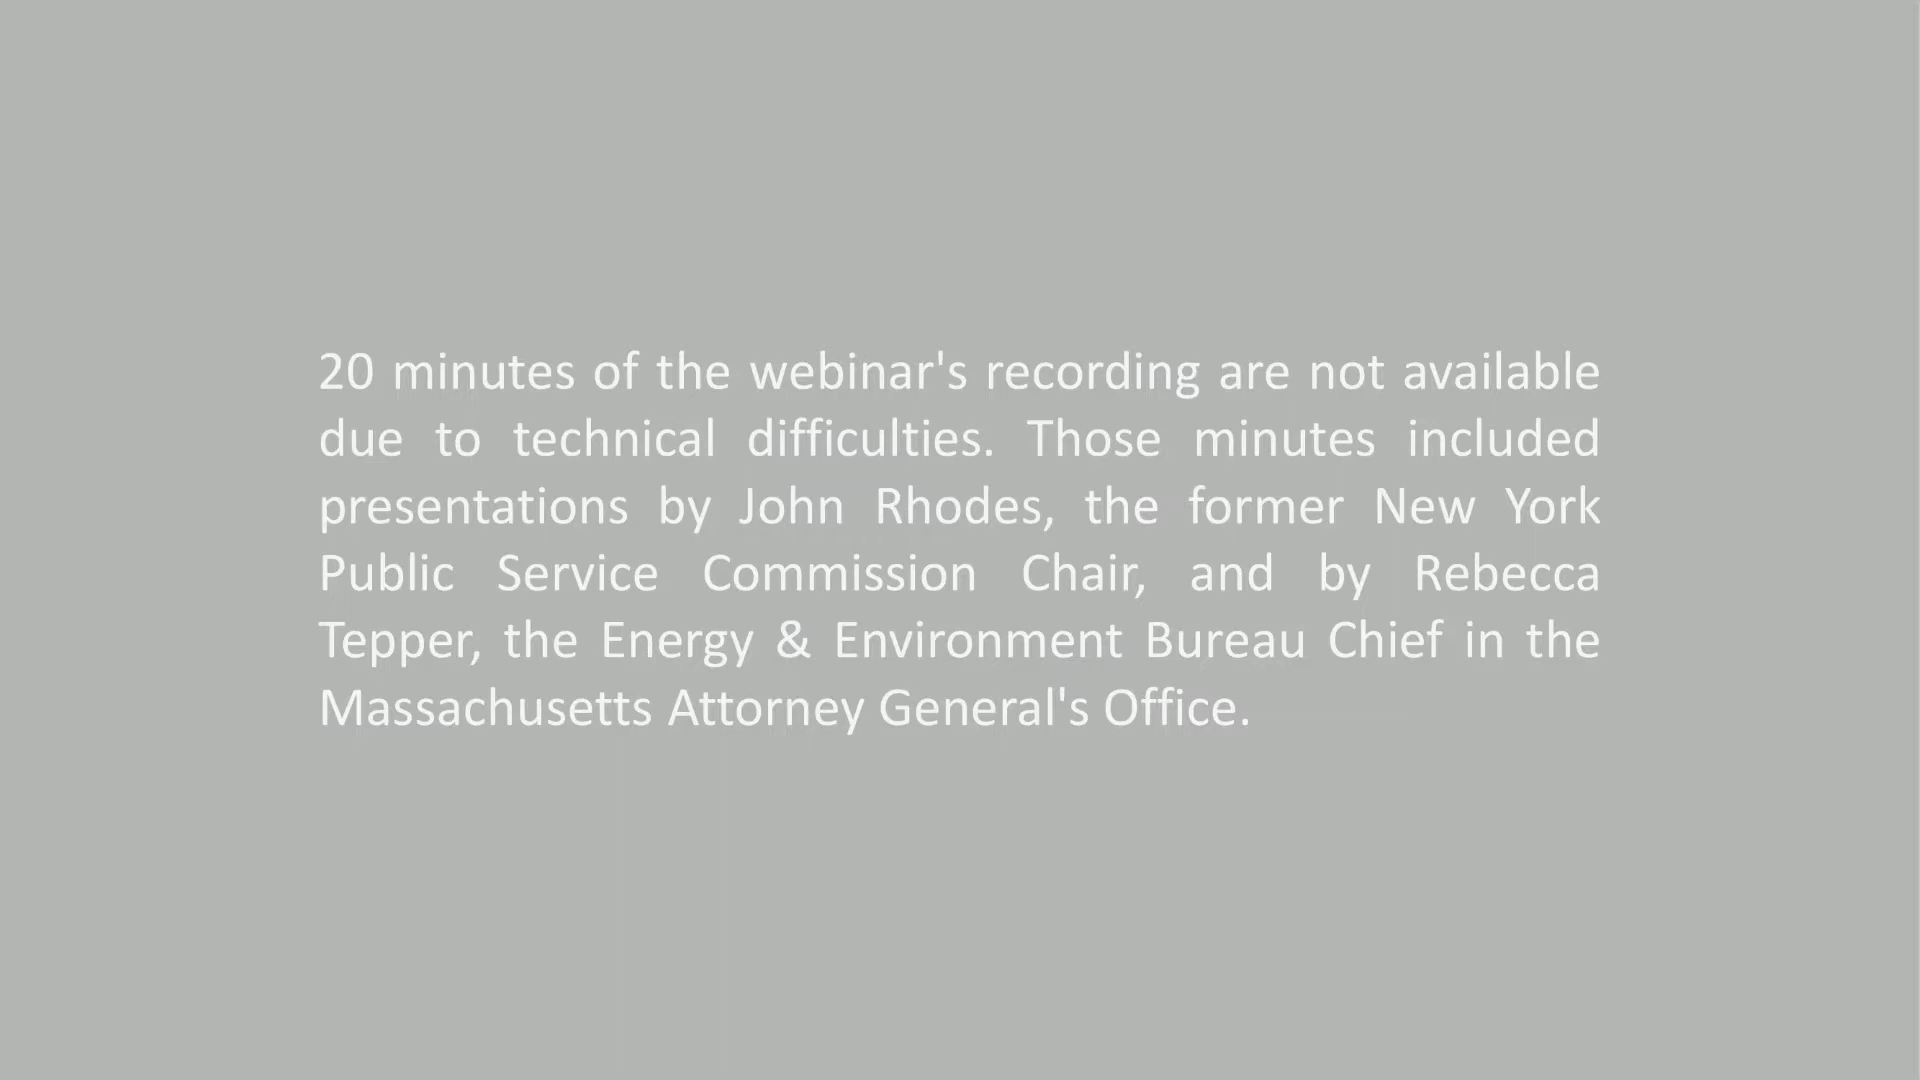 20 minutes of the webinar's recording are not available
due to technical difficulties. Those minutes included
presentations by John Rhodes, the former New York
Public Service Commission Chair, and by Rebecca
Tepper, the Energy & Environment Bureau Chief in the
Massachusetts Attorney General's Office.